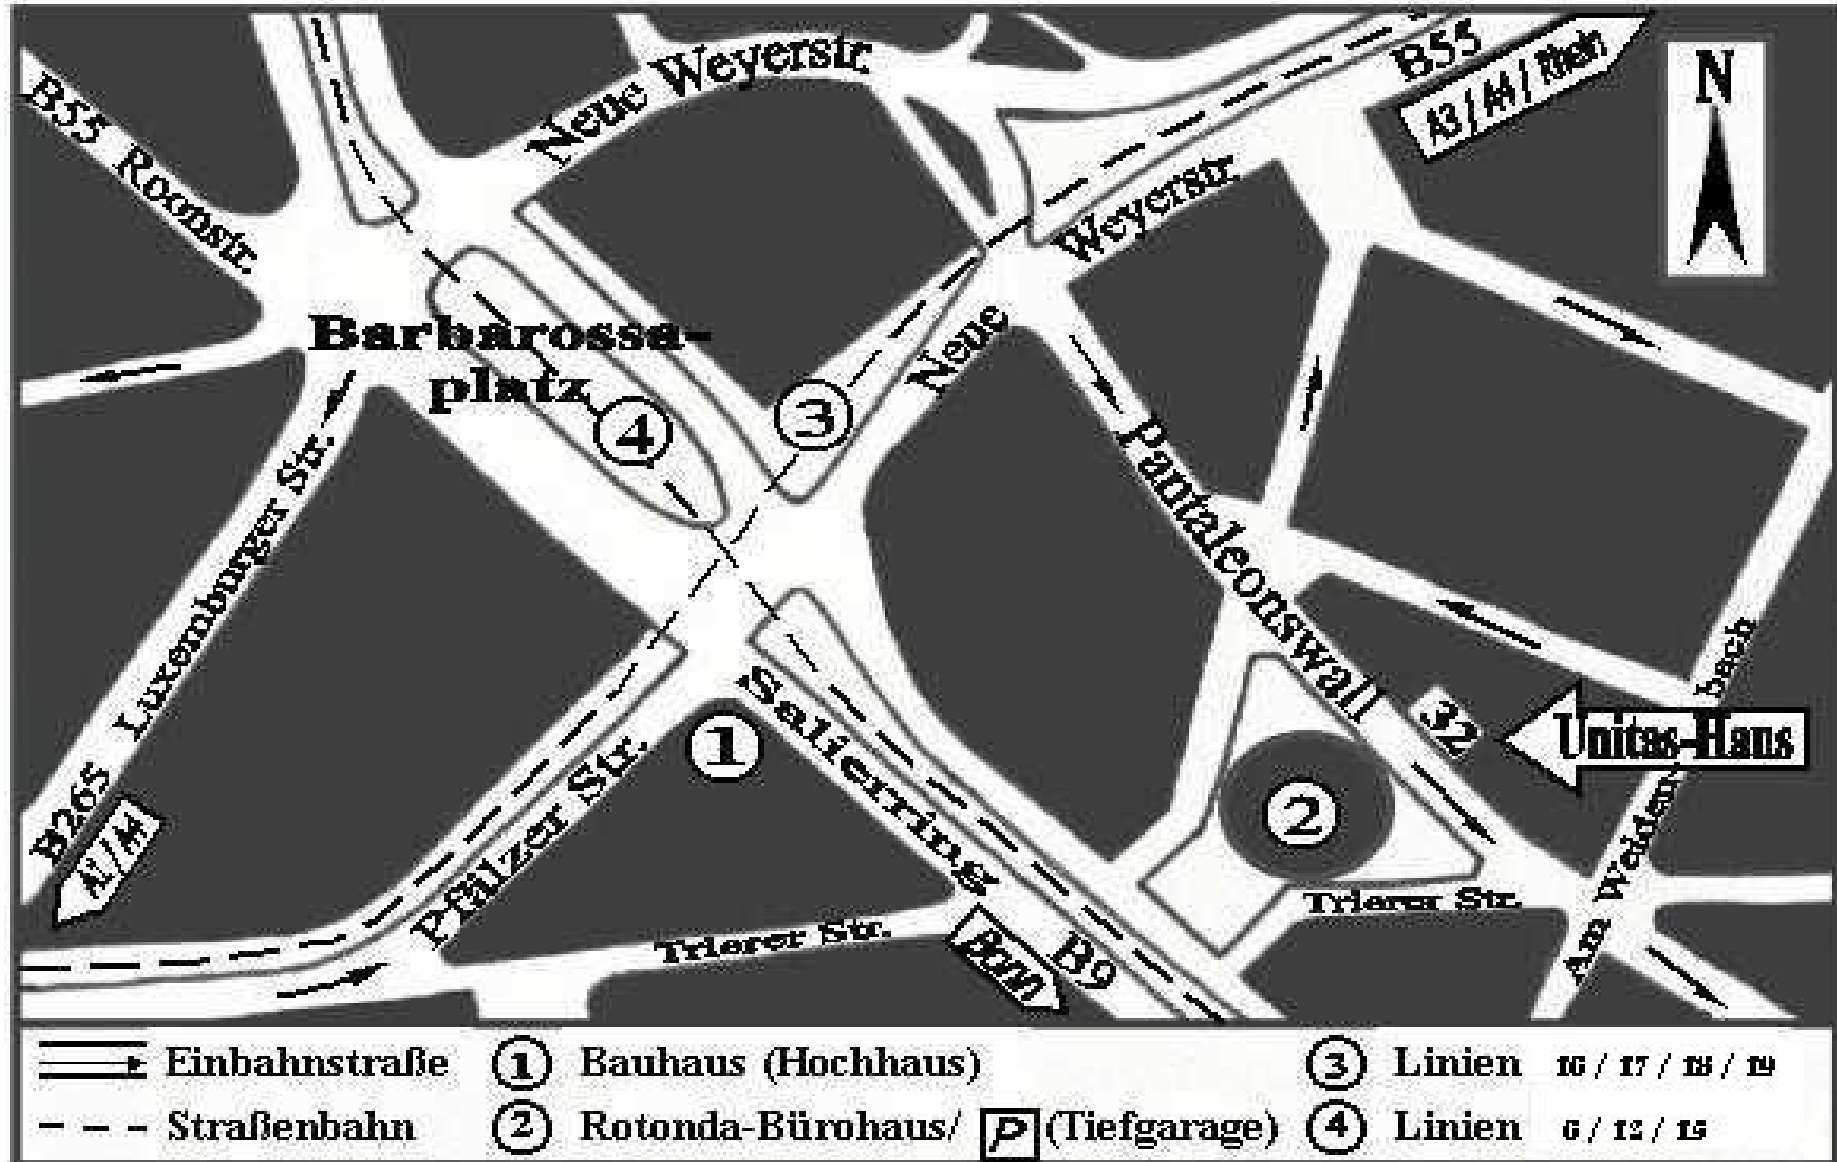 B55 Roonstr.
Neue Weyerstr.
B55
A3 / A4 / Rhein
N
Neue Weyerstr.
Barbarossa-
platz
4
3
Pantaleonswall
Luxemburger Str.
B265
A1 / A4
Pfälzer Str.
1
Salierring
B9
Bonn
Trierer Str.
2
Trierer Str.
32
Unitas-Haus
Am Weidenbach
Einbahnstraße
1 Bauhaus (Hochhaus)
3 Linien 16 / 17 / 18 / 19
Straßenbahn
2 Rotonda-Bürohaus/ P (Tiefgarage)
4 Linien 6 / 12 / 15